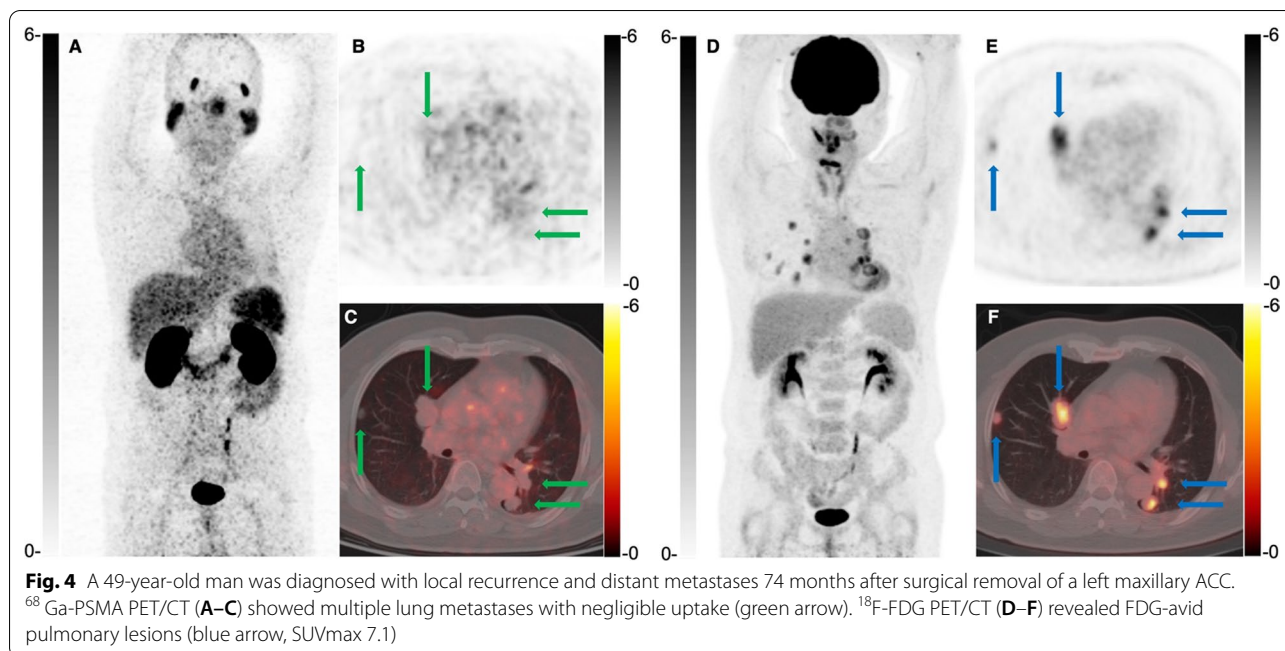 6-
A
B
-6
6-
D
E
-6
-0
-0
C
-6
F
-6
0-
-0
0-
-0
Fig. 4 A 49-year-old man was diagnosed with local recurrence and distant metastases 74 months after surgical removal of a left maxillary ACC.
⁶⁸ Ga-PSMA PET/CT (A–C) showed multiple lung metastases with negligible uptake (green arrow). ¹⁸F-FDG PET/CT (D–F) revealed FDG-avid
pulmonary lesions (blue arrow, SUVmax 7.1)